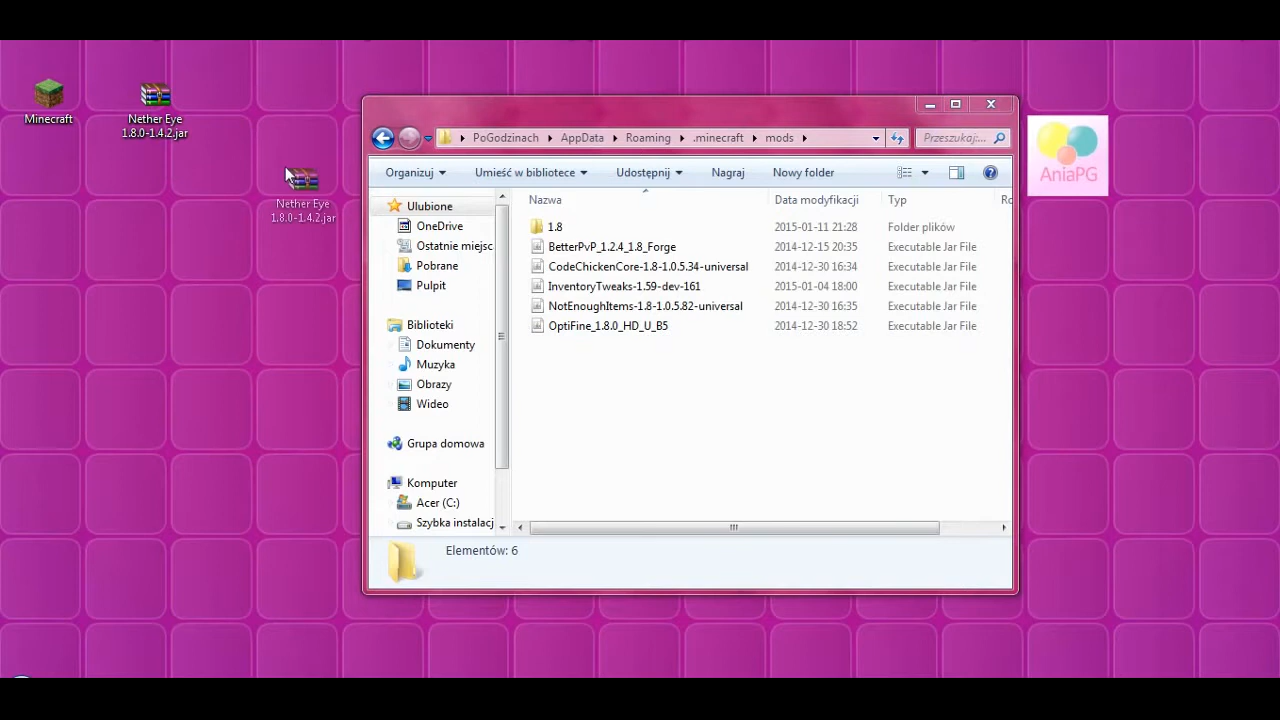 Minecraft
Nether Eye
1.8.0-1.4.2.jar
Nether Eye
1.8.0-1.4.2.jar
PoGodzinach
AppData
Roaming
.minecraft
mods
Przeszukaj:...
Organizuj
Umieść w bibliotece
Udostępnij
Nagraj
Nowy folder
Ulubione
OneDrive
Ostatnie miejsc
Pobrane
Pulpit
Biblioteki
Dokumenty
Muzyka
Obrazy
Wideo
Grupa domowa
Komputer
Acer (C:)
Szybka instalacj
Nazwa Data modyfikacji Typ Ro
1.8 2015-01-11 21:28 Folder plików
BetterPvP_1.2.4_1.8_Forge 2014-12-15 20:35 Executable Jar File
CodeChickenCore-1.8-1.0.5.34-universal 2014-12-30 16:34 Executable Jar File
InventoryTweaks-1.59-dev-161 2015-01-04 18:00 Executable Jar File
NotEnoughItems-1.8-1.0.5.82-universal 2014-12-30 16:35 Executable Jar File
OptiFine_1.8.0_HD_U_B5 2014-12-30 18:52 Executable Jar File
Elementów: 6
AniaPG